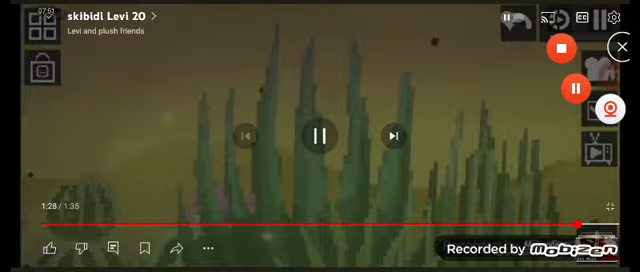 07:51
skibidi Levi 20
Levi and plush friends
1:28 / 1:35
Recorded by MOBIZEN